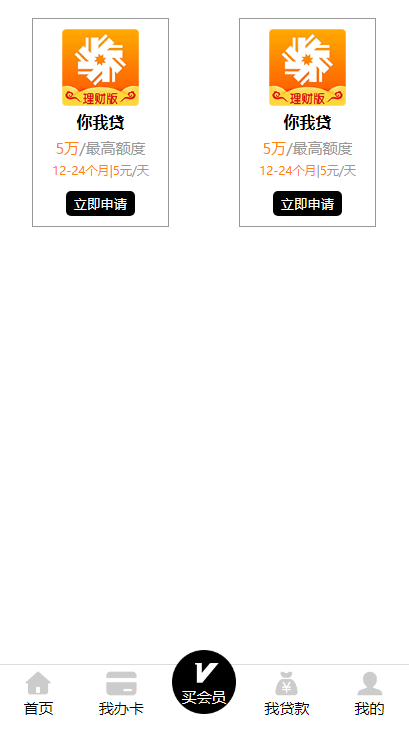 理财版
你我贷
5万/最高额度
12-24个月|5元/天
立即申请
理财版
你我贷
5万/最高额度
12-24个月|5元/天
立即申请
首页
我办卡
买会员
我贷款
我的